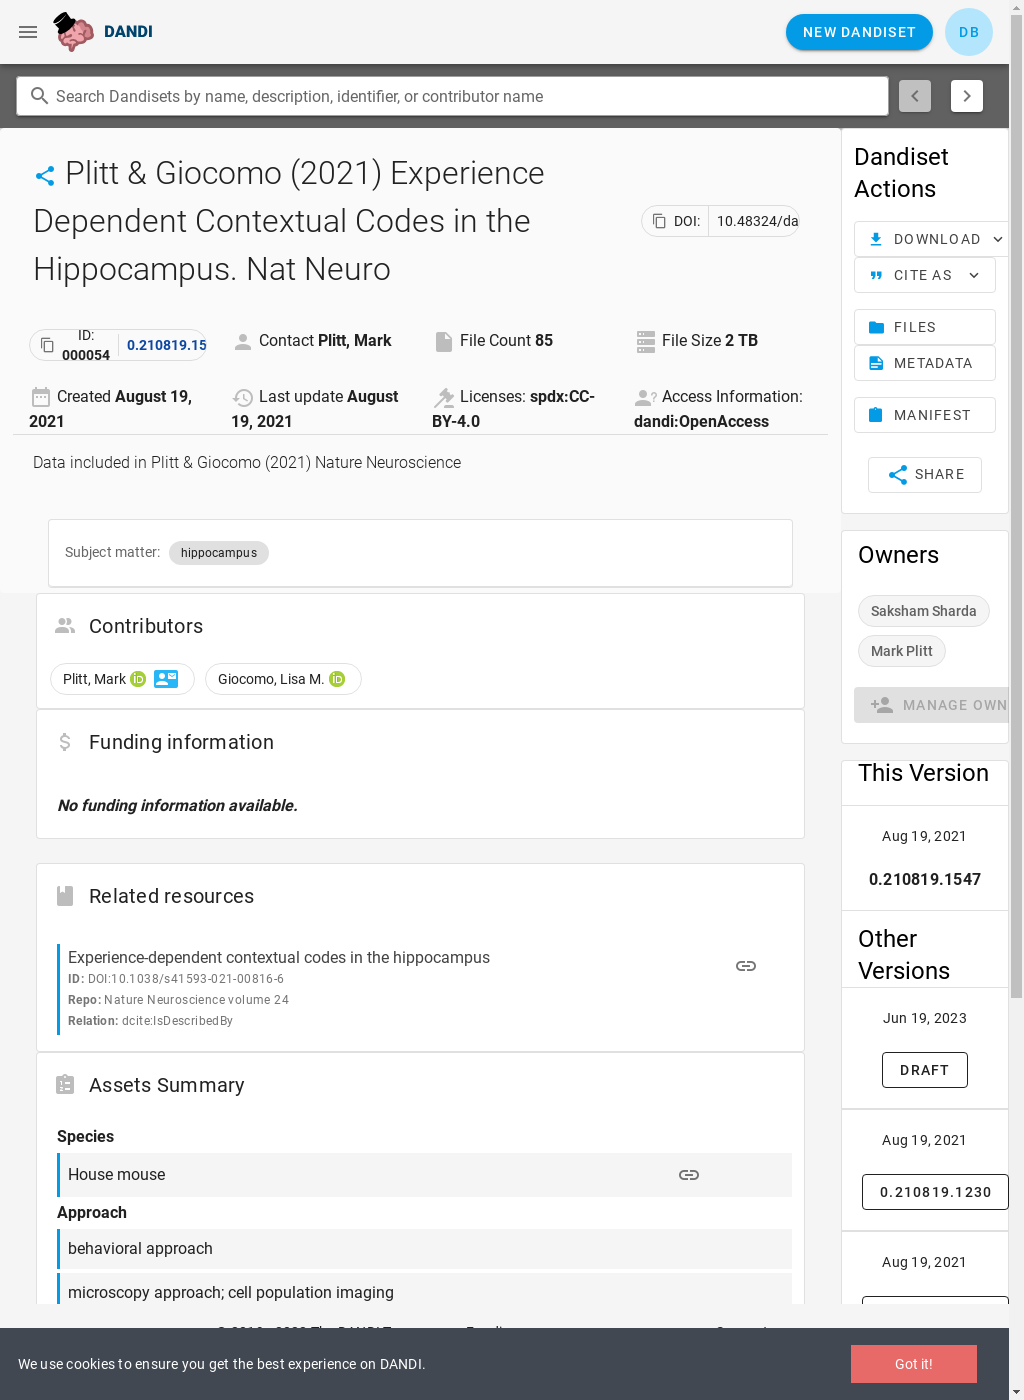 DANDI
NEW DANDISET
DB
Search Dandisets by name, description, identifier, or contributor name
Plitt & Giocomo (2021) Experience
Dependent Contextual Codes in the
Hippocampus. Nat Neuro
DOI: 10.48324/da
ID:
000054
0.210819.15
Contact Plitt, Mark
File Count 85
File Size 2 TB
Created August 19,
2021
Last update August
19, 2021
Licenses: spdx:CC-
BY-4.0
Access Information:
dandi:OpenAccess
Data included in Plitt & Giocomo (2021) Nature Neuroscience
Subject matter: hippocampus
Contributors
Plitt, Mark iD
Giocomo, Lisa M. iD
Funding information
No funding information available.
Related resources
Experience-dependent contextual codes in the hippocampus
ID: DOI:10.1038/s41593-021-00816-6
Repo: Nature Neuroscience volume 24
Relation: dcite:IsDescribedBy
Assets Summary
Species
House mouse
Approach
behavioral approach
microscopy approach; cell population imaging
Dandiset
Actions
DOWNLOAD
CITE AS
FILES
METADATA
MANIFEST
SHARE
Owners
Saksham Sharda
Mark Plitt
MANAGE OWN
This Version
Aug 19, 2021
0.210819.1547
Other
Versions
Jun 19, 2023
DRAFT
Aug 19, 2021
0.210819.1230
Aug 19, 2021
We use cookies to ensure you get the best experience on DANDI.
Got it!